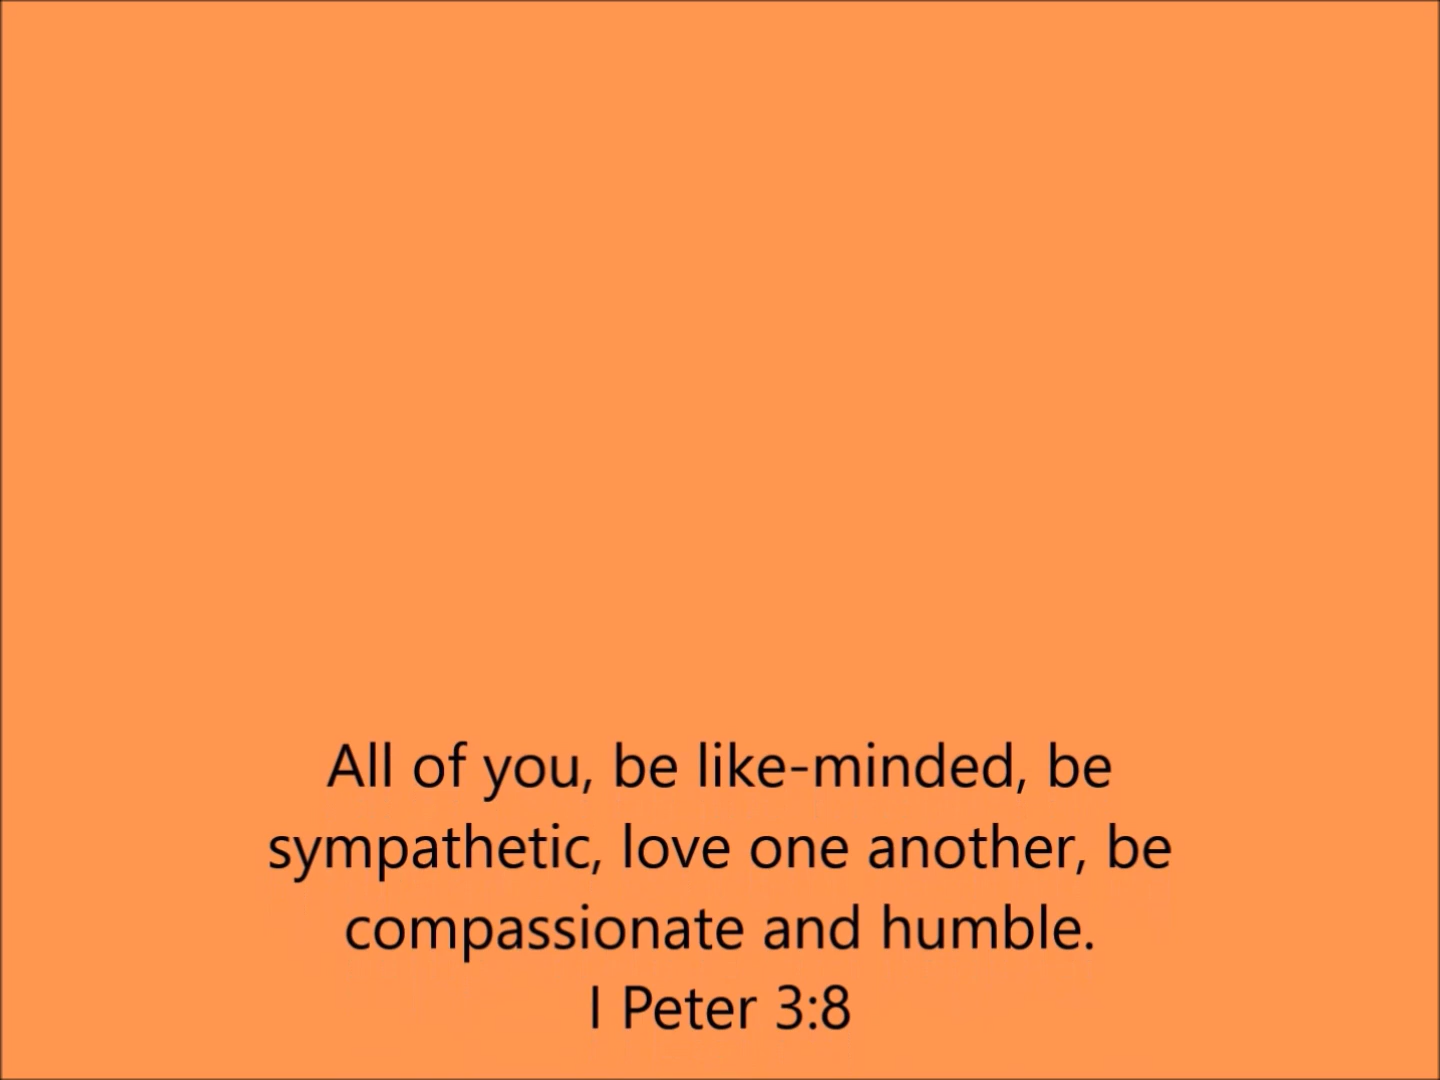 All of you, be like-minded, be
sympathetic, love one another, be
compassionate and humble.
I Peter 3:8